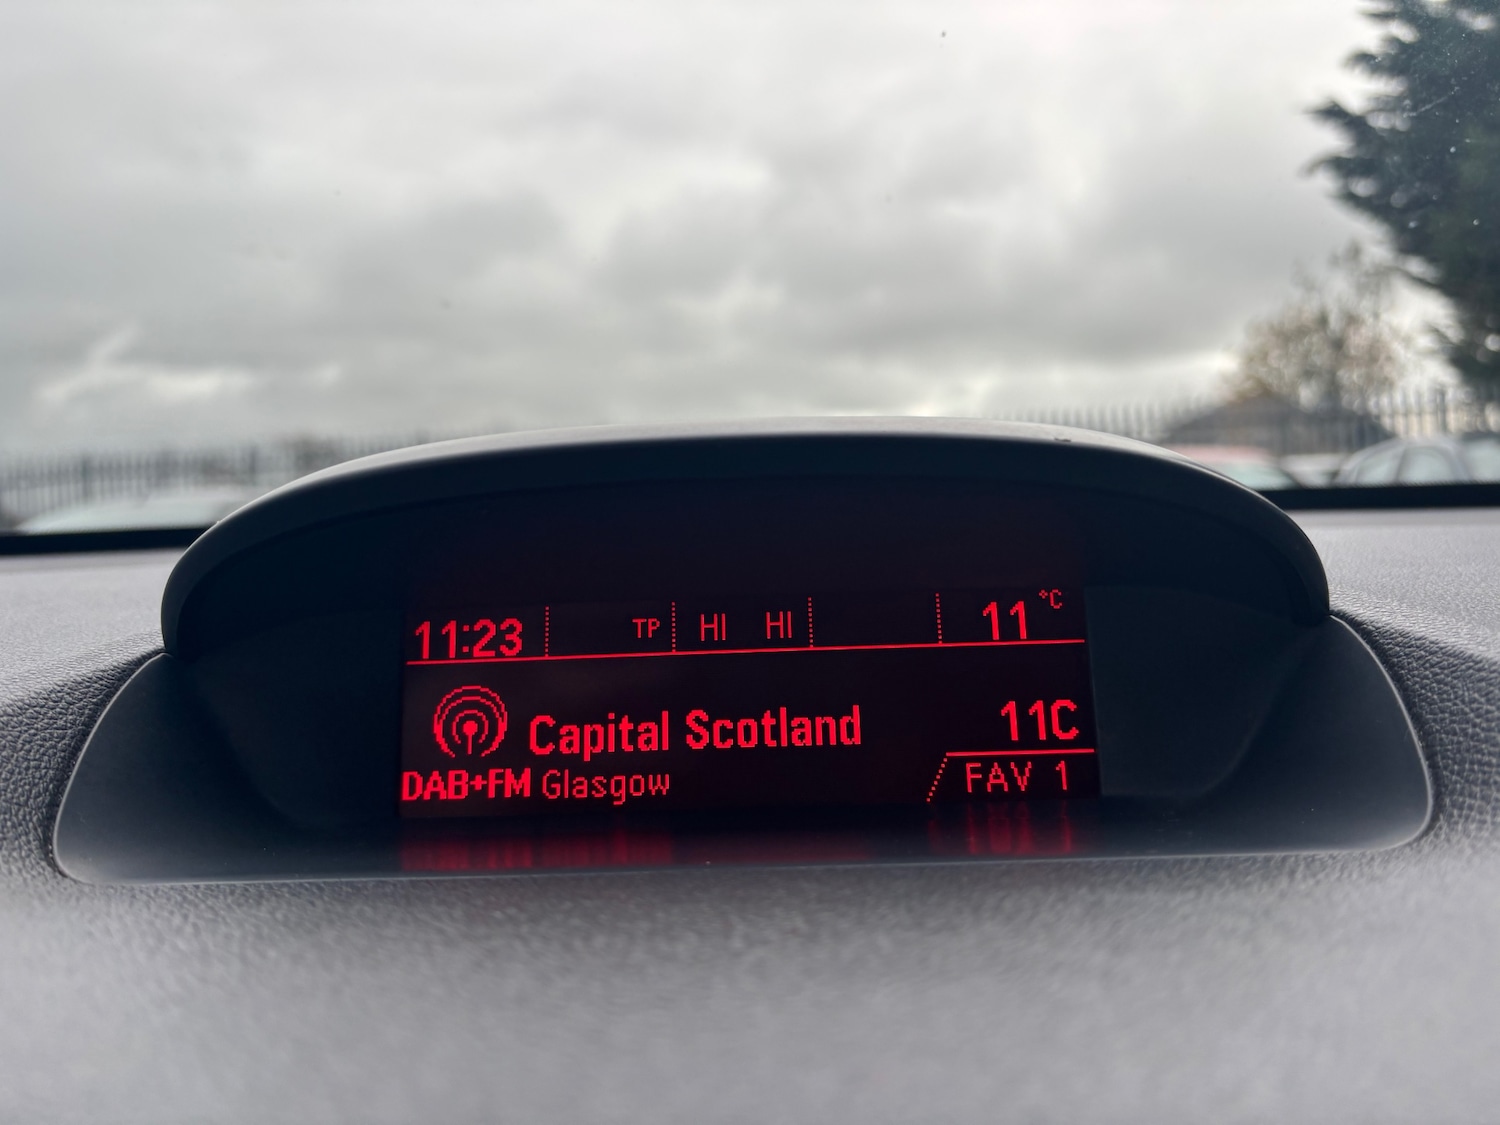 11:23 TP HI HI 11 °C
Capital Scotland 11C
DAB+FM Glasgow FAV 1